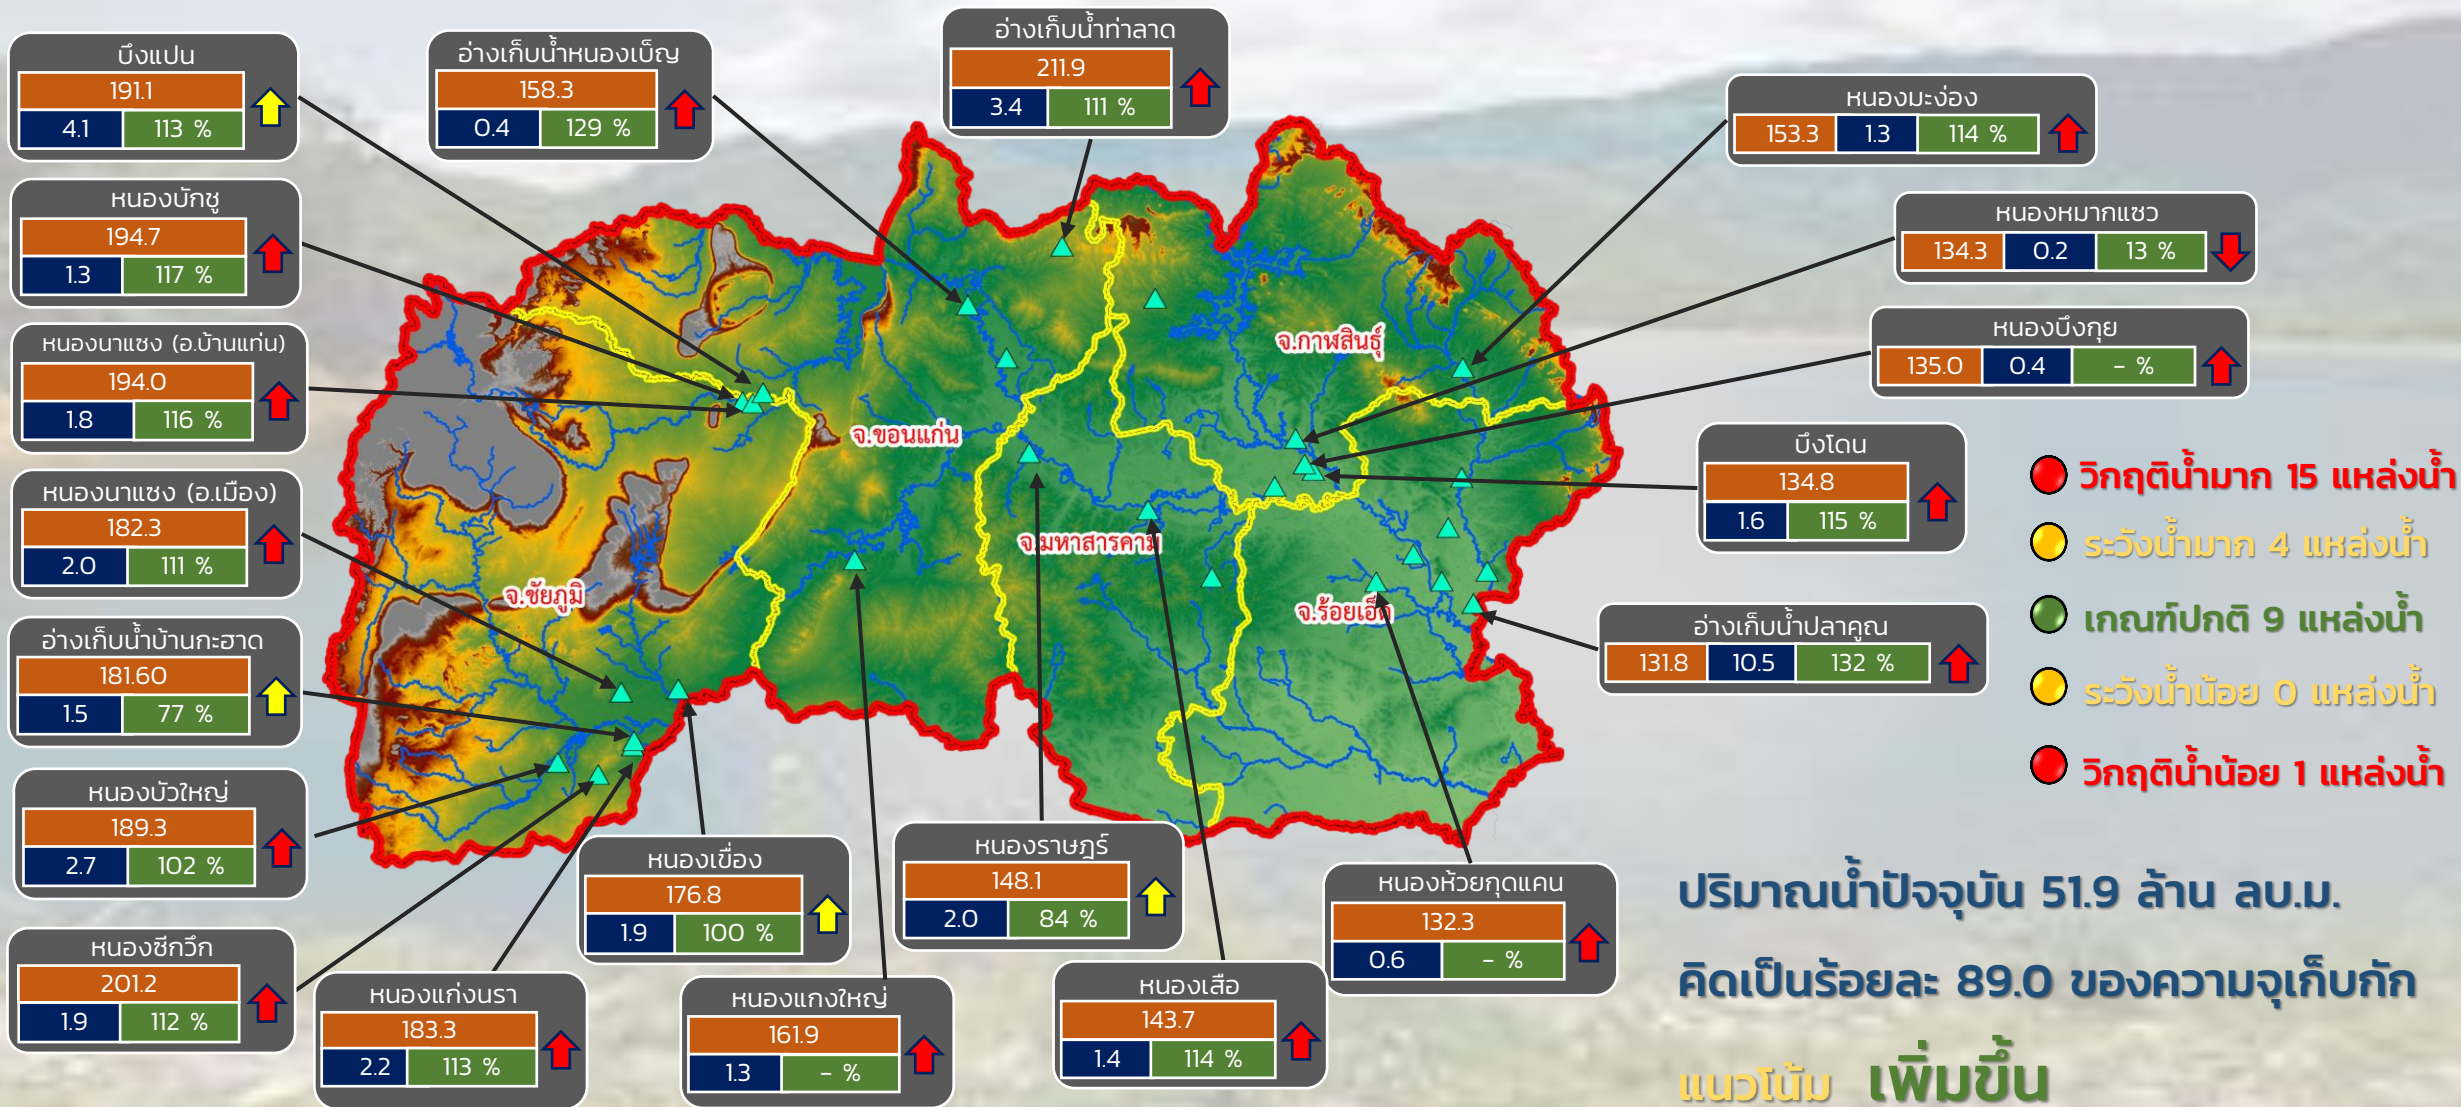 บึงแปน
191.1
4.1 113 %
หนองบักชู
194.7
1.3 117 %
หนองนาแซง (อ.บ้านแท่น)
194.0
1.8 116 %
หนองนาแซง (อ.เมือง)
182.3
2.0 111 %
อ่างเก็บน้ำบ้านกะฮาด
181.60
1.5 77 %
หนองบัวใหญ่
189.3
2.7 102 %
หนองซีกวึก
201.2
1.9 112 %
อ่างเก็บน้ำหนองเบ็ญ
158.3
0.4 129 %
อ่างเก็บน้ำท่าลาด
211.9
3.4 111 %
หนองมะง่อง
153.3 1.3 114 %
หนองหมากแซว
134.3 0.2 13 %
หนองบึงกุย
135.0 0.4 - %
บึงโดน
134.8
1.6 115 %
อ่างเก็บน้ำปลาคูณ
131.8 10.5 132 %
จ.กาฬสินธุ์
จ.ขอนแก่น
จ.มหาสารคาม
จ.ชัยภูมิ
จ.ร้อยเอ็ด
หนองแก่งนรา
183.3
2.2 113 %
หนองเขื่อง
176.8
1.9 100 %
หนองแกงใหญ่
161.9
1.3 - %
หนองราษฎร์
148.1
2.0 84 %
หนองเสือ
143.7
1.4 114 %
หนองห้วยกุดแคน
132.3
0.6 - %
วิกฤติน้ำมาก 15 แหล่งน้ำ
ระวังน้ำมาก 4 แหล่งน้ำ
เกณฑ์ปกติ 9 แหล่งน้ำ
ระวังน้ำน้อย 0 แหล่งน้ำ
วิกฤติน้ำน้อย 1 แหล่งน้ำ
ปริมาณน้ำปัจจุบัน 51.9 ล้าน ลบ.ม.
คิดเป็นร้อยละ 89.0 ของความจุเก็บกัก
แนวโน้ม เพิ่มขึ้น